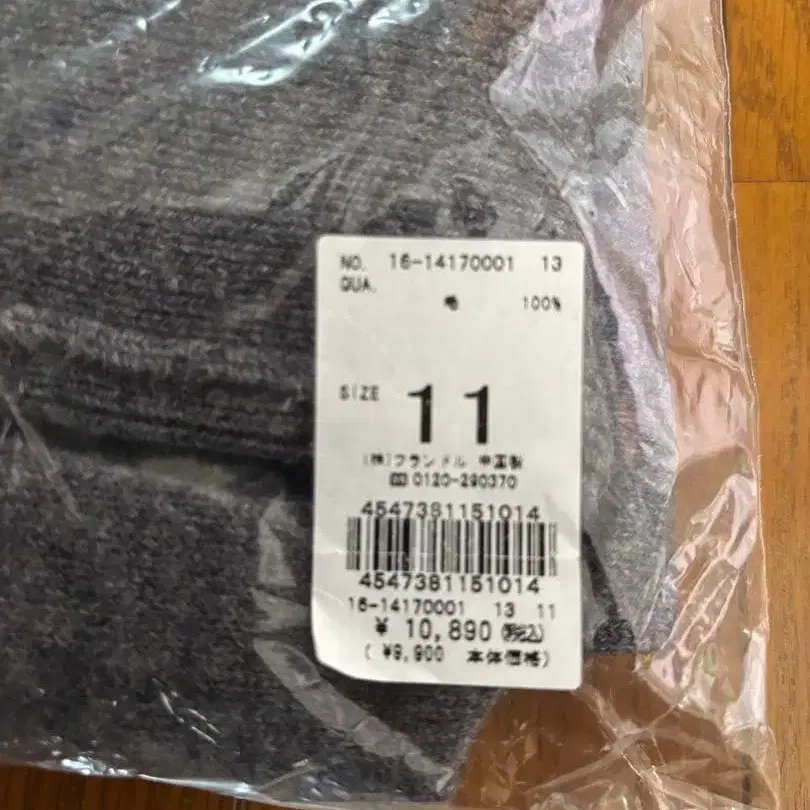 NO. 16-14170001 13
QUA.
毛 100%
SIZE 11
(株)フランドル 中国製
0120-290370
4547381151014
4547381151014
16-14170001 13 11
¥ 10,890 (税込)
( ¥9,900 本体価格)